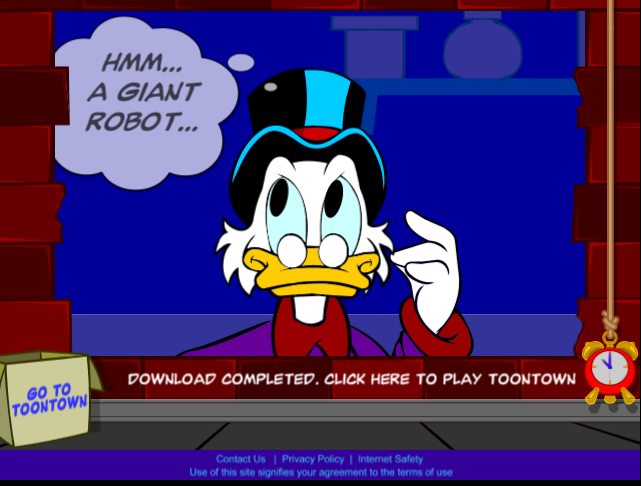 HMM...
A GIANT
ROBOT...
GO TO
TOONTOWN
DOWNLOAD COMPLETED. CLICK HERE TO PLAY TOONTOWN
Contact Us | Privacy Policy | Internet Safety
Use of this site signifies your agreement to the terms of use